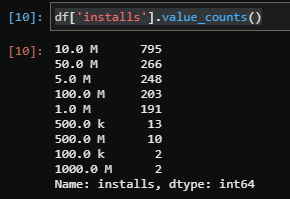 [10]: df['installs'].value_counts()
[10]:
10.0 M 795
50.0 M 266
5.0 M 248
100.0 M 203
1.0 M 191
500.0 k 13
500.0 M 10
100.0 k 2
1000.0 M 2
Name: installs, dtype: int64